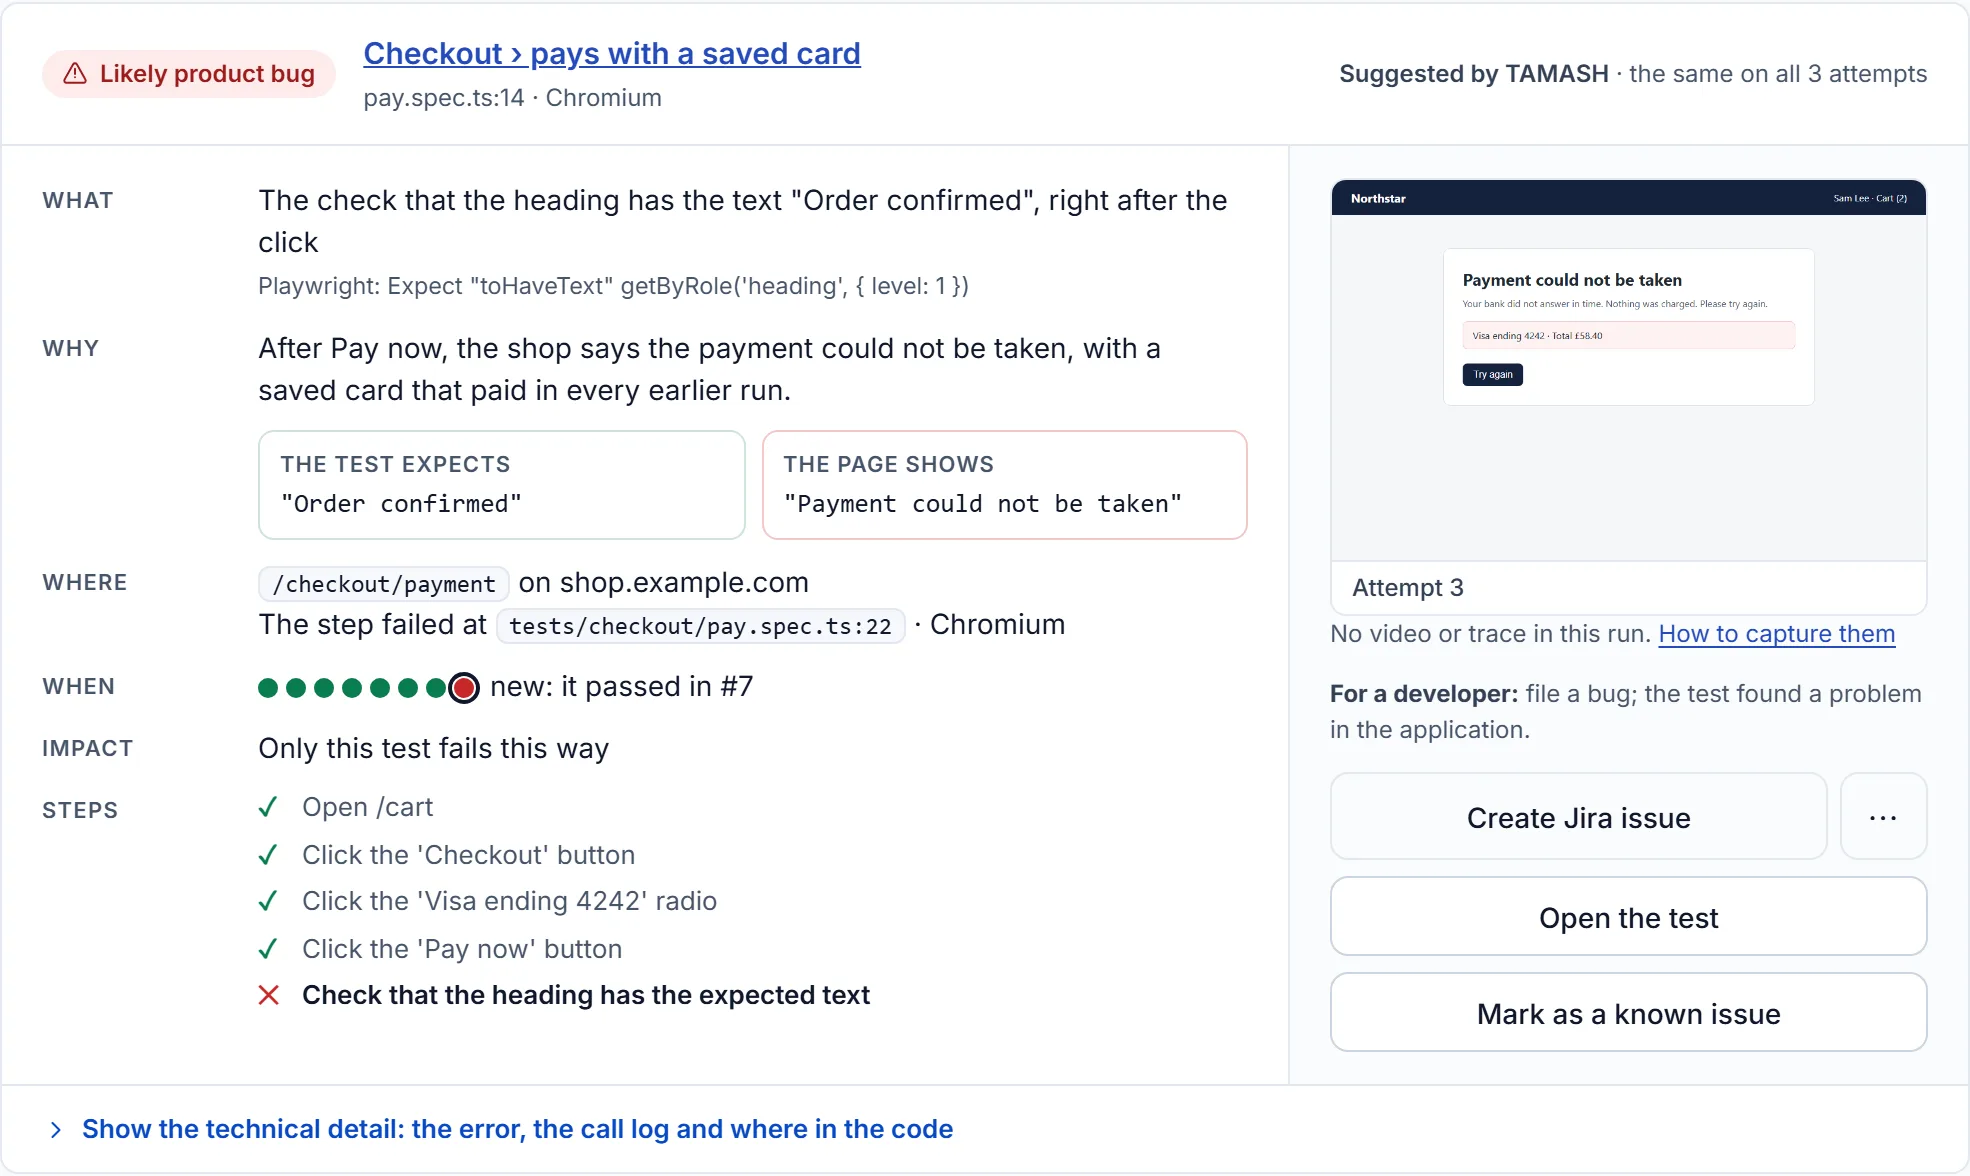 Likely product bug
Checkout › pays with a saved card
pay.spec.ts:14 · Chromium
Suggested by TAMASH · the same on all 3 attempts
WHAT
The check that the heading has the text "Order confirmed", right after the
click
Playwright: Expect "toHaveText" getByRole('heading', { level: 1 })
WHY
After Pay now, the shop says the payment could not be taken, with a
saved card that paid in every earlier run.
THE TEST EXPECTS
"Order confirmed"
THE PAGE SHOWS
"Payment could not be taken"
WHERE
/checkout/payment on shop.example.com
The step failed at tests/checkout/pay.spec.ts:22 · Chromium
WHEN
new: it passed in #7
IMPACT
Only this test fails this way
STEPS
Open /cart
Click the 'Checkout' button
Click the 'Visa ending 4242' radio
Click the 'Pay now' button
Check that the heading has the expected text
Northstar
Sam Lee · Cart (2)
Payment could not be taken
Your bank did not answer in time. Nothing was charged. Please try again.
Visa ending 4242 · Total £58.40
Try again
Attempt 3
No video or trace in this run. How to capture them
For a developer: file a bug; the test found a problem
in the application.
Create Jira issue
···
Open the test
Mark as a known issue
Show the technical detail: the error, the call log and where in the code